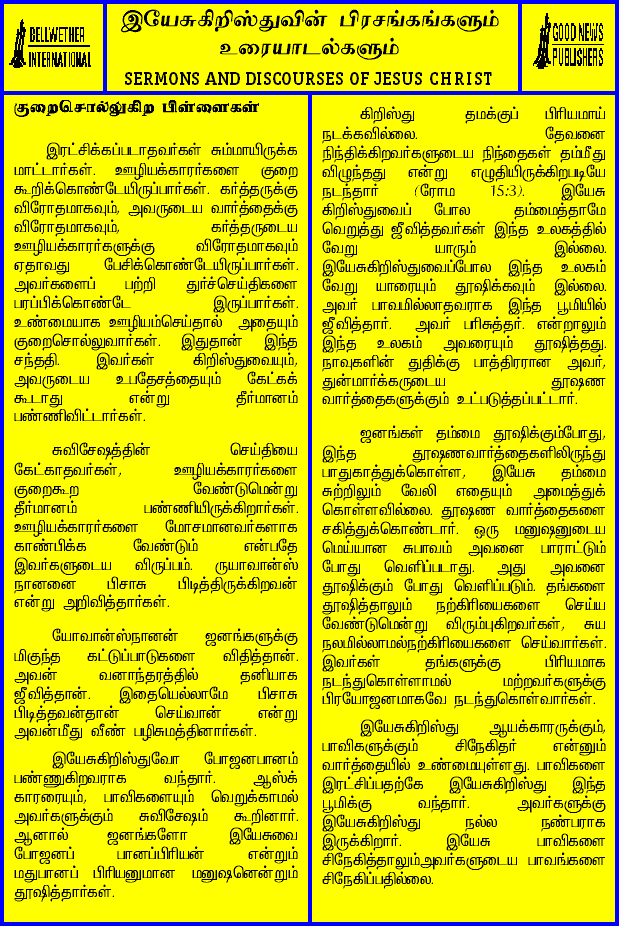 BELLWETHER
INTERNATIONAL
இயேசுகிறிஸ்துவின் பிரசங்கங்களும்
உரையாடல்களும்
SERMONS AND DISCOURSES OF JESUS CHRIST
GOOD NEWS
PUBLISHERS
குறைசொல்லுகிற பிள்ளைகள்
இரட்சிக்கப்படாதவர்கள் சும்மாயிருக்க
மாட்டார்கள். ஊழியக்காரர்களை குறை
கூறிக்கொண்டேயிருப்பார்கள். கர்த்தருக்கு
விரோதமாகவும், அவருடைய வார்த்தைக்கு
விரோதமாகவும், கர்த்தருடைய
ஊழியக்காரர்களுக்கு விரோதமாகவும்
ஏதாவது பேசிக்கொண்டேயிருப்பார்கள்.
அவர்களைப் பற்றி துர்ச்செய்திகளை
பரப்பிக்கொண்டே இருப்பார்கள்.
உண்மையாக ஊழியம்செய்தால் அதையும்
குறைசொல்லுவார்கள். இதுதான் இந்த
சந்ததி. இவர்கள் கிறிஸ்துவையும்,
அவருடைய உபதேசத்தையும் கேட்கக்
கூடாது என்று தீர்மானம்
பண்ணிவிட்டார்கள்.
சுவிசேஷத்தின் செய்தியை
கேட்காதவர்கள், ஊழியக்காரர்களை
குறைகூற வேண்டுமென்று
தீர்மானம் பண்ணியிருக்கிறார்கள்.
ஊழியக்காரர்களை மோசமானவர்களாக
காண்பிக்க வேண்டும் என்பதே
இவர்களுடைய விருப்பம். ருயோவான்ஸ்
நானனை பிசாசு பிடித்திருக்கிறவன்
என்று அறிவித்தார்கள்.
யோவான்ஸ்நானன் ஜனங்களுக்கு
மிகுந்த கட்டுப்பாடுகளை விதித்தான்.
அவன் வனாந்தரத்தில் தனியாக
ஜீவித்தான். இதையெல்லாமே பிசாசு
பிடித்தவன்தான் செய்வான் என்று
அவன்மீது வீண் பழிசுமத்தினார்கள்.
இயேசுகிறிஸ்துவோ போஜனபானம்
பண்ணுகிறவராக வந்தார். ஆஸ்க்
காரரையும், பாவிகளையும் வெறுக்காமல்
அவர்களுக்கும் சுவிசேஷம் கூறினார்.
ஆனால் ஜனங்களோ இயேசுவை
போஜனப் பானப்பிரியன் என்றும்
மதுபானப் பிரியனுமான மனுஷனென்றும்
தூஷித்தார்கள்.
கிறிஸ்து தமக்குப் பிரியமாய்
நடக்கவில்லை. தேவனை
நிந்திக்கிறவர்களுடைய நிந்தைகள் தம்மீது
விழுந்தது என்று எழுதியிருக்கிறபடியே
நடந்தார் (ரோம 15:3). இயேசு
கிறிஸ்துவைப் போல தம்மைத்தாமே
வெறுத்து ஜீவித்தவர்கள் இந்த உலகத்தில்
வேறு யாரும் இல்லை.
இயேசுகிறிஸ்துவைப்போல இந்த உலகம்
வேறு யாரையும் தூஷிக்கவும் இல்லை.
அவர் பாவமில்லாதவராக இந்த பூமியில்
ஜீவித்தார். அவர் பரிசுத்தர். என்றாலும்
இந்த உலகம் அவரையும் தூஷித்தது.
நாவுகளின் துதிக்கு பாத்திரரான அவர்,
துன்மார்க்கருடைய தூஷண
வார்த்தைகளுக்கும் உட்படுத்தப்பட்டார்.
ஜனங்கள் தம்மை தூஷிக்கும்போது,
இந்த தூஷணவார்த்தைகளிலிருந்து
பாதுகாத்துக்கொள்ள, இயேசு தம்மை
சுற்றிலும் வேலி எதையும் அமைத்துக்
கொள்ளவில்லை. தூஷண வார்த்தைகளை
சகித்துக்கொண்டார். ஒரு மனுஷனுடைய
மெய்யான சுபாவம் அவனை பாராட்டும்
போது வெளிப்படாது. அது அவனை
தூஷிக்கும் போது வெளிப்படும். தங்களை
தூஷித்தாலும் நற்கிரியைகளை செய்ய
வேண்டுமென்று விரும்புகிறவர்கள், சுய
நலமில்லாமல்நற்கிரியைகளை செய்வார்கள்.
இவர்கள் தங்களுக்கு பிரியமாக
நடந்துகொள்ளாமல் மற்றவர்களுக்கு
பிரயோஜனமாகவே நடந்துகொள்வார்கள்.
இயேசுகிறிஸ்து ஆயக்காரருக்கும்,
பாவிகளுக்கும் சிநேகிதர் என்னும்
வார்த்தையில் உண்மையுள்ளது. பாவிகளை
இரட்சிப்பதற்கே இயேசுகிறிஸ்து இந்த
பூமிக்கு வந்தார். அவர்களுக்கு
இயேசுகிறிஸ்து நல்ல நண்பராக
இருக்கிறார். இயேசு பாவிகளை
சிநேகித்தாலும்அவர்களுடைய பாவங்களை
சிநேகிப்பதில்லை.